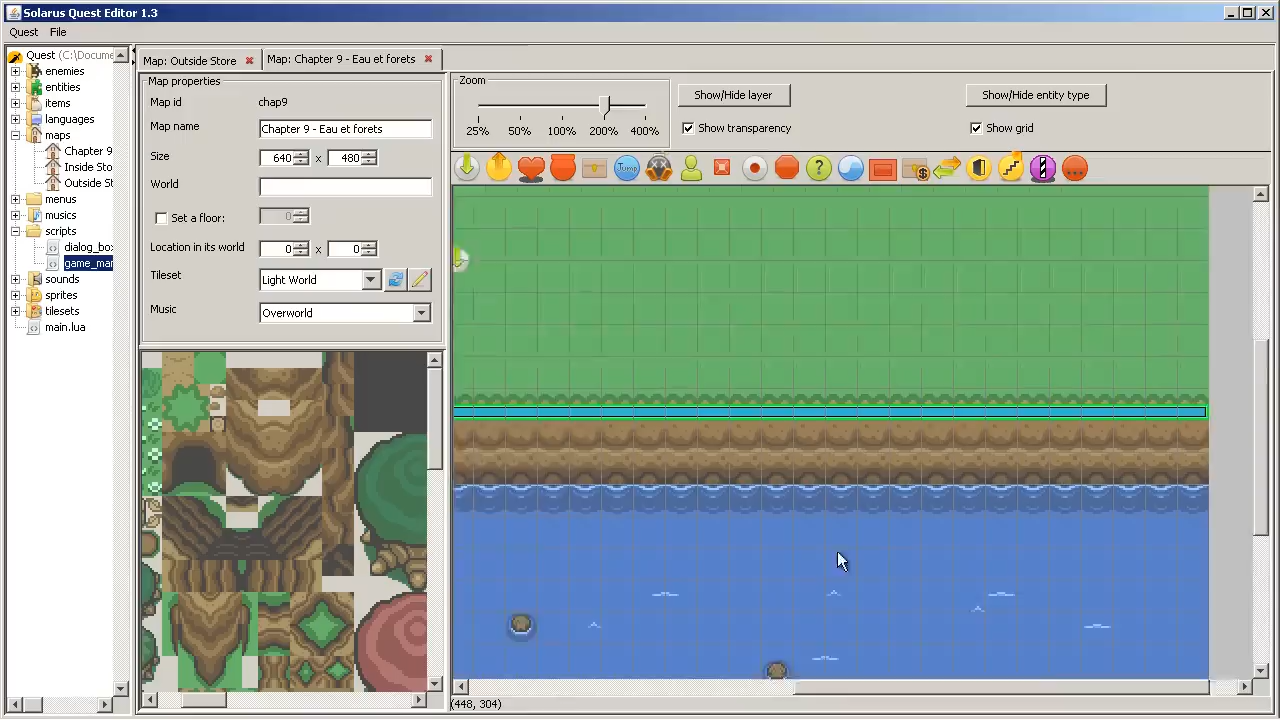 Solarus Quest Editor 1.3
Quest File
Quest (C:\Docume
enemies
entities
items
languages
maps
Chapter 9
Inside Sto
Outside St
menus
musics
scripts
dialog_bo
game_ma
sounds
sprites
tilesets
main.lua
Map: Outside Store
Map: Chapter 9 - Eau et forets
Map properties
Map id chap9
Map name Chapter 9 - Eau et forets
Size 640 x 480
World
Set a floor: 0
Location in its world 0 x 0
Tileset Light World
Music Overworld
Zoom
25% 50% 100% 200% 400%
Show/Hide layer
Show transparency
Show/Hide entity type
Show grid
Jump
?
$
(448, 304)